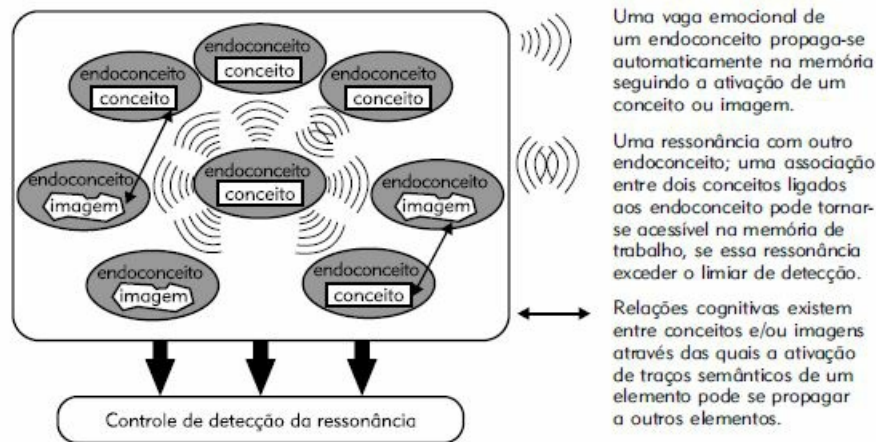 endoconceito
conceito
endoconceito
conceito
endoconceito
conceito
endoconceito
imagem
endoconceito
conceito
endoconceito
imagem
endoconceito
imagem
endoconceito
conceito
Controle de detecção da ressonância
Uma vaga emocional de
um endoconceito propaga-se
automaticamente na memória
seguindo a ativação de um
conceito ou imagem.
Uma ressonância com outro
endoconceito; uma associação
entre dois conceitos ligados
aos endoconceito pode tornar-
se acessível na memória de
trabalho, se essa ressonância
exceder o limiar de detecção.
Relações cognitivas existem
entre conceitos e/ou imagens
através das quais a ativação
de traços semânticos de um
elemento pode se propagar
a outros elementos.